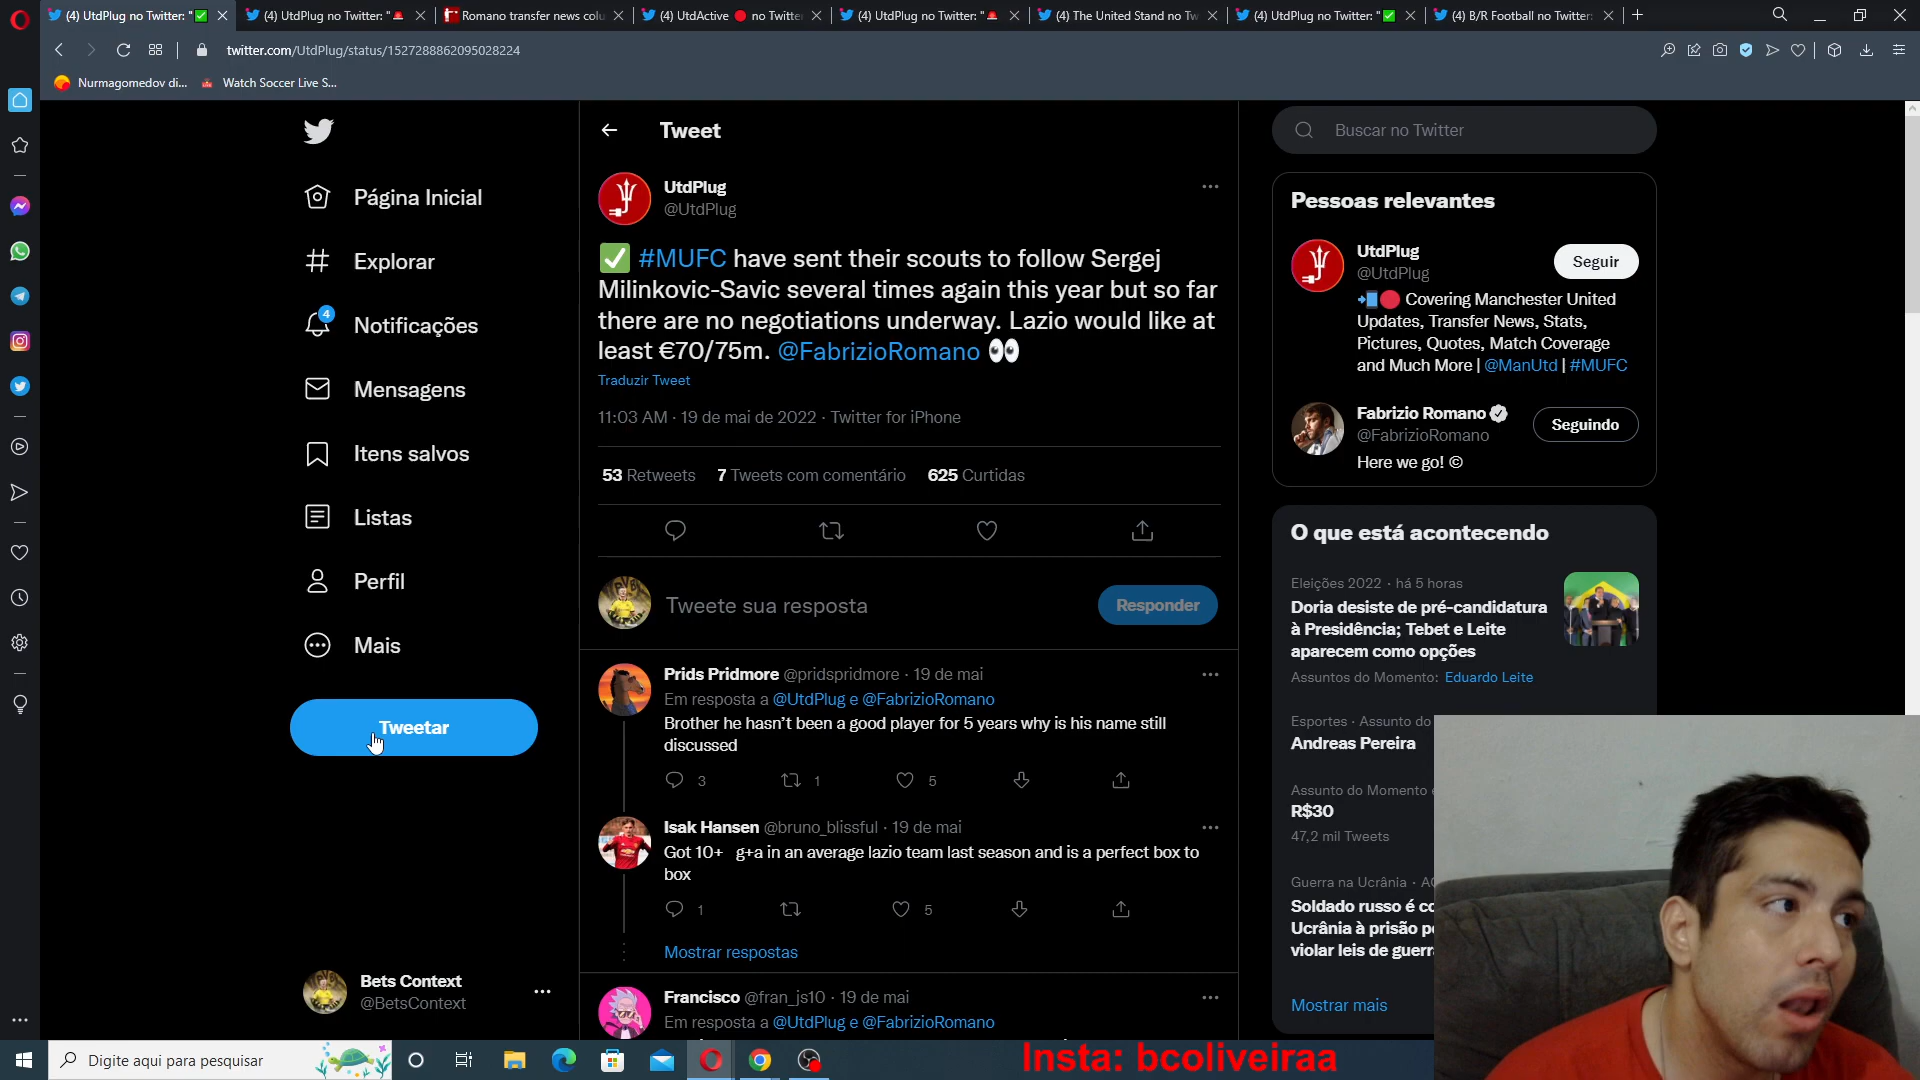 (4) UtdPlug no Twitter: "✅
(4) UtdPlug no Twitter: "🚨
Romano transfer news colu
(4) UtdActive 🔴 no Twitte
(4) UtdPlug no Twitter: "🚨
(4) The United Stand no Tw
(4) UtdPlug no Twitter: "✅
(4) B/R Football no Twitter:
twitter.com/UtdPlug/status/1527288862095028224
Nurmagomedov di...
Watch Soccer Live S...
Página Inicial
Explorar
4
Notificações
Mensagens
Itens salvos
Listas
Perfil
Mais
Tweetar
Bets Context
@BetsContext
Tweet
UtdPlug
@UtdPlug
✅ #MUFC have sent their scouts to follow Sergej
Milinkovic-Savic several times again this year but so far
there are no negotiations underway. Lazio would like at
least €70/75m. @FabrizioRomano 👀
Traduzir Tweet
11:03 AM · 19 de mai de 2022 · Twitter for iPhone
53 Retweets 7 Tweets com comentário 625 Curtidas
Tweete sua resposta
Responder
Prids Pridmore @pridspridmore · 19 de mai
Em resposta a @UtdPlug e @FabrizioRomano
Brother he hasn't been a good player for 5 years why is his name still
discussed
3 1 5
Isak Hansen @bruno_blissful · 19 de mai
Got 10+ g+a in an average lazio team last season and is a perfect box to
box
1 5
Mostrar respostas
Francisco @fran_js10 · 19 de mai
Em resposta a @UtdPlug e @FabrizioRomano
Buscar no Twitter
Pessoas relevantes
UtdPlug
@UtdPlug
Seguir
📲🔴 Covering Manchester United
Updates, Transfer News, Stats,
Pictures, Quotes, Match Coverage
and Much More | @ManUtd | #MUFC
Fabrizio Romano
@FabrizioRomano
Seguindo
Here we go! ©
O que está acontecendo
Eleições 2022 · há 5 horas
Doria desiste de pré-candidatura
à Presidência; Tebet e Leite
aparecem como opções
Assuntos do Momento: Eduardo Leite
Esportes · Assunto do
Andreas Pereira
Assunto do Momento
R$30
47,2 mil Tweets
Guerra na Ucrânia
Soldado russo é
Ucrânia à prisão
violar leis de
Mostrar mais
Digite aqui para pesquisar
Insta: bcoliveiraa